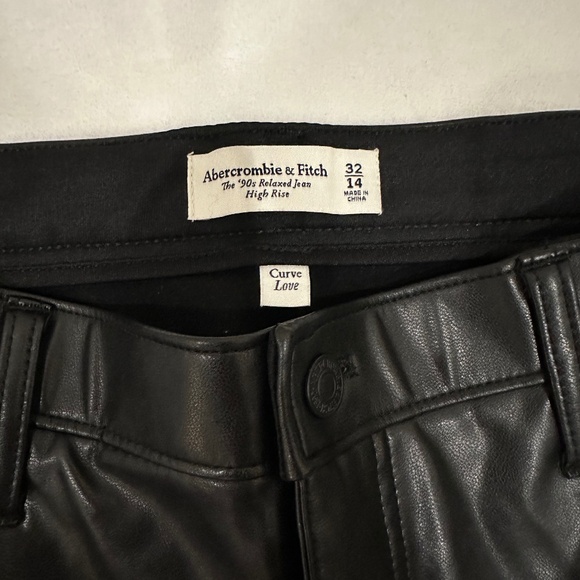 Abercrombie & Fitch
The '90s Relaxed Jean
High Rise
32
14
MADE IN
CHINA
Curve
Love